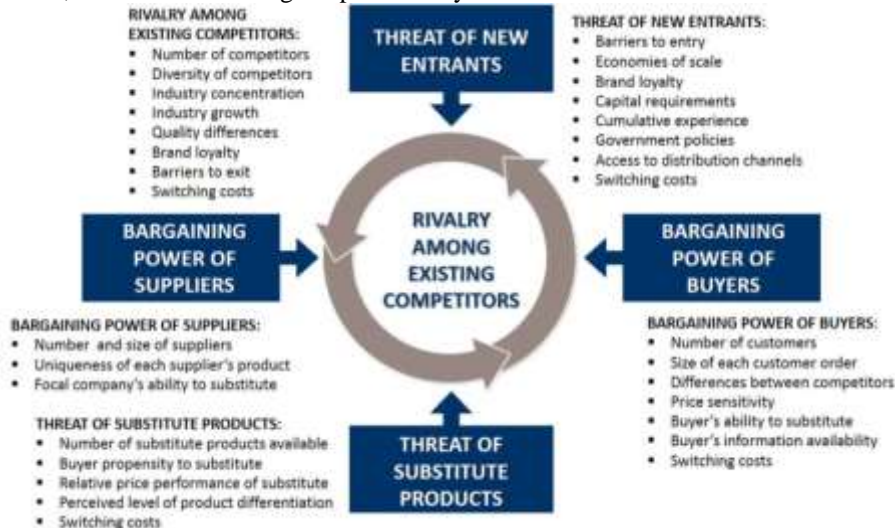 RIVALRY AMONG
EXISTING COMPETITORS:
▪ Number of competitors
▪ Diversity of competitors
▪ Industry concentration
▪ Industry growth
▪ Quality differences
▪ Brand loyalty
▪ Barriers to exit
▪ Switching costs
THREAT OF NEW
ENTRANTS
THREAT OF NEW ENTRANTS:
▪ Barriers to entry
▪ Economies of scale
▪ Brand loyalty
▪ Capital requirements
▪ Cumulative experience
▪ Government policies
▪ Access to distribution channels
▪ Switching costs
BARGAINING
POWER OF
SUPPLIERS
RIVALRY
AMONG
EXISTING
COMPETITORS
BARGAINING
POWER OF
BUYERS
BARGAINING POWER OF SUPPLIERS:
▪ Number and size of suppliers
▪ Uniqueness of each supplier's product
▪ Focal company's ability to substitute
BARGAINING POWER OF BUYERS:
▪ Number of customers
▪ Size of each customer order
▪ Differences between competitors
▪ Price sensitivity
▪ Buyer's ability to substitute
▪ Buyer's information availability
▪ Switching costs
THREAT OF SUBSTITUTE PRODUCTS:
▪ Number of substitute products available
▪ Buyer propensity to substitute
▪ Relative price performance of substitute
▪ Perceived level of product differentiation
▪ Switching costs
THREAT OF
SUBSTITUTE
PRODUCTS